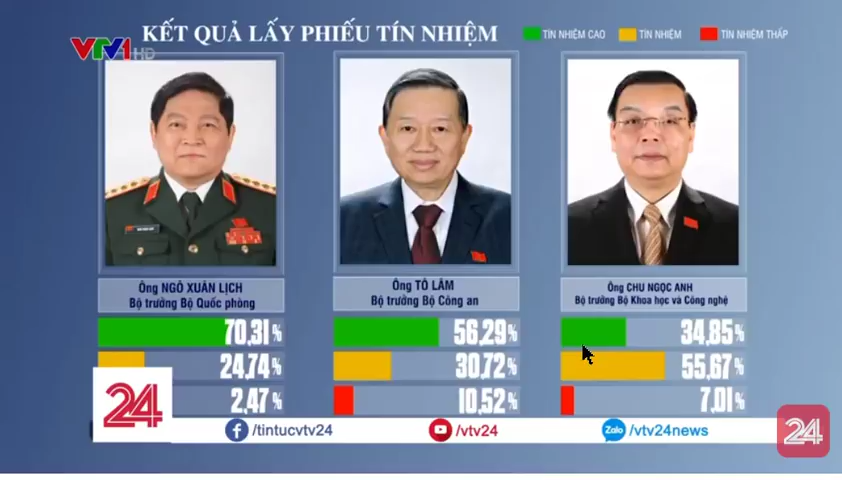 KẾT QUẢ LẤY PHIẾU TÍN NHIỆM
TÍN NHIỆM CAO
TÍN NHIỆM
TÍN NHIỆM THẤP
VTV1 HD
Ông NGÔ XUÂN LỊCH
Bộ trưởng Bộ Quốc phòng
70,31%
24,74%
2,47%
Ông TÔ LÂM
Bộ trưởng Bộ Công an
56,29%
30,72%
10,52%
Ông CHU NGỌC ANH
Bộ trưởng Bộ Khoa học và Công nghệ
34,85%
55,67%
7,01%
24
/tintucvtv24
/vtv24
Zalo /vtv24news
24